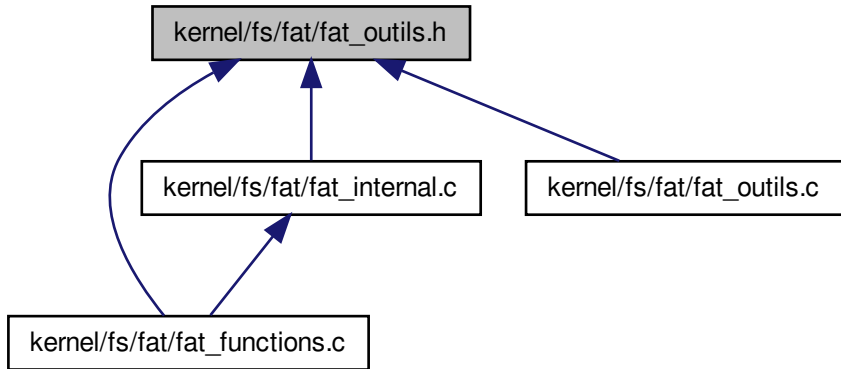 kernel/fs/fat/fat_outils.h
kernel/fs/fat/fat_internal.c
kernel/fs/fat/fat_outils.c
kernel/fs/fat/fat_functions.c